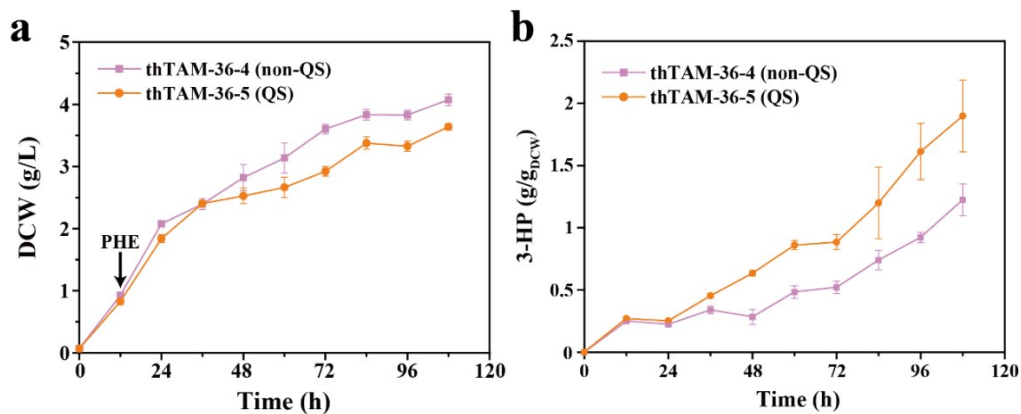 a
DCW (g/L)
5
4
3
2
1
0
thTAM-36-4 (non-QS)
thTAM-36-5 (QS)
PHE
0 24 48 72 96 120
Time (h)
b
3-HP (g/gDCW)
2.5
2
1.5
1
0.5
0
thTAM-36-4 (non-QS)
thTAM-36-5 (QS)
0 24 48 72 96 120
Time (h)